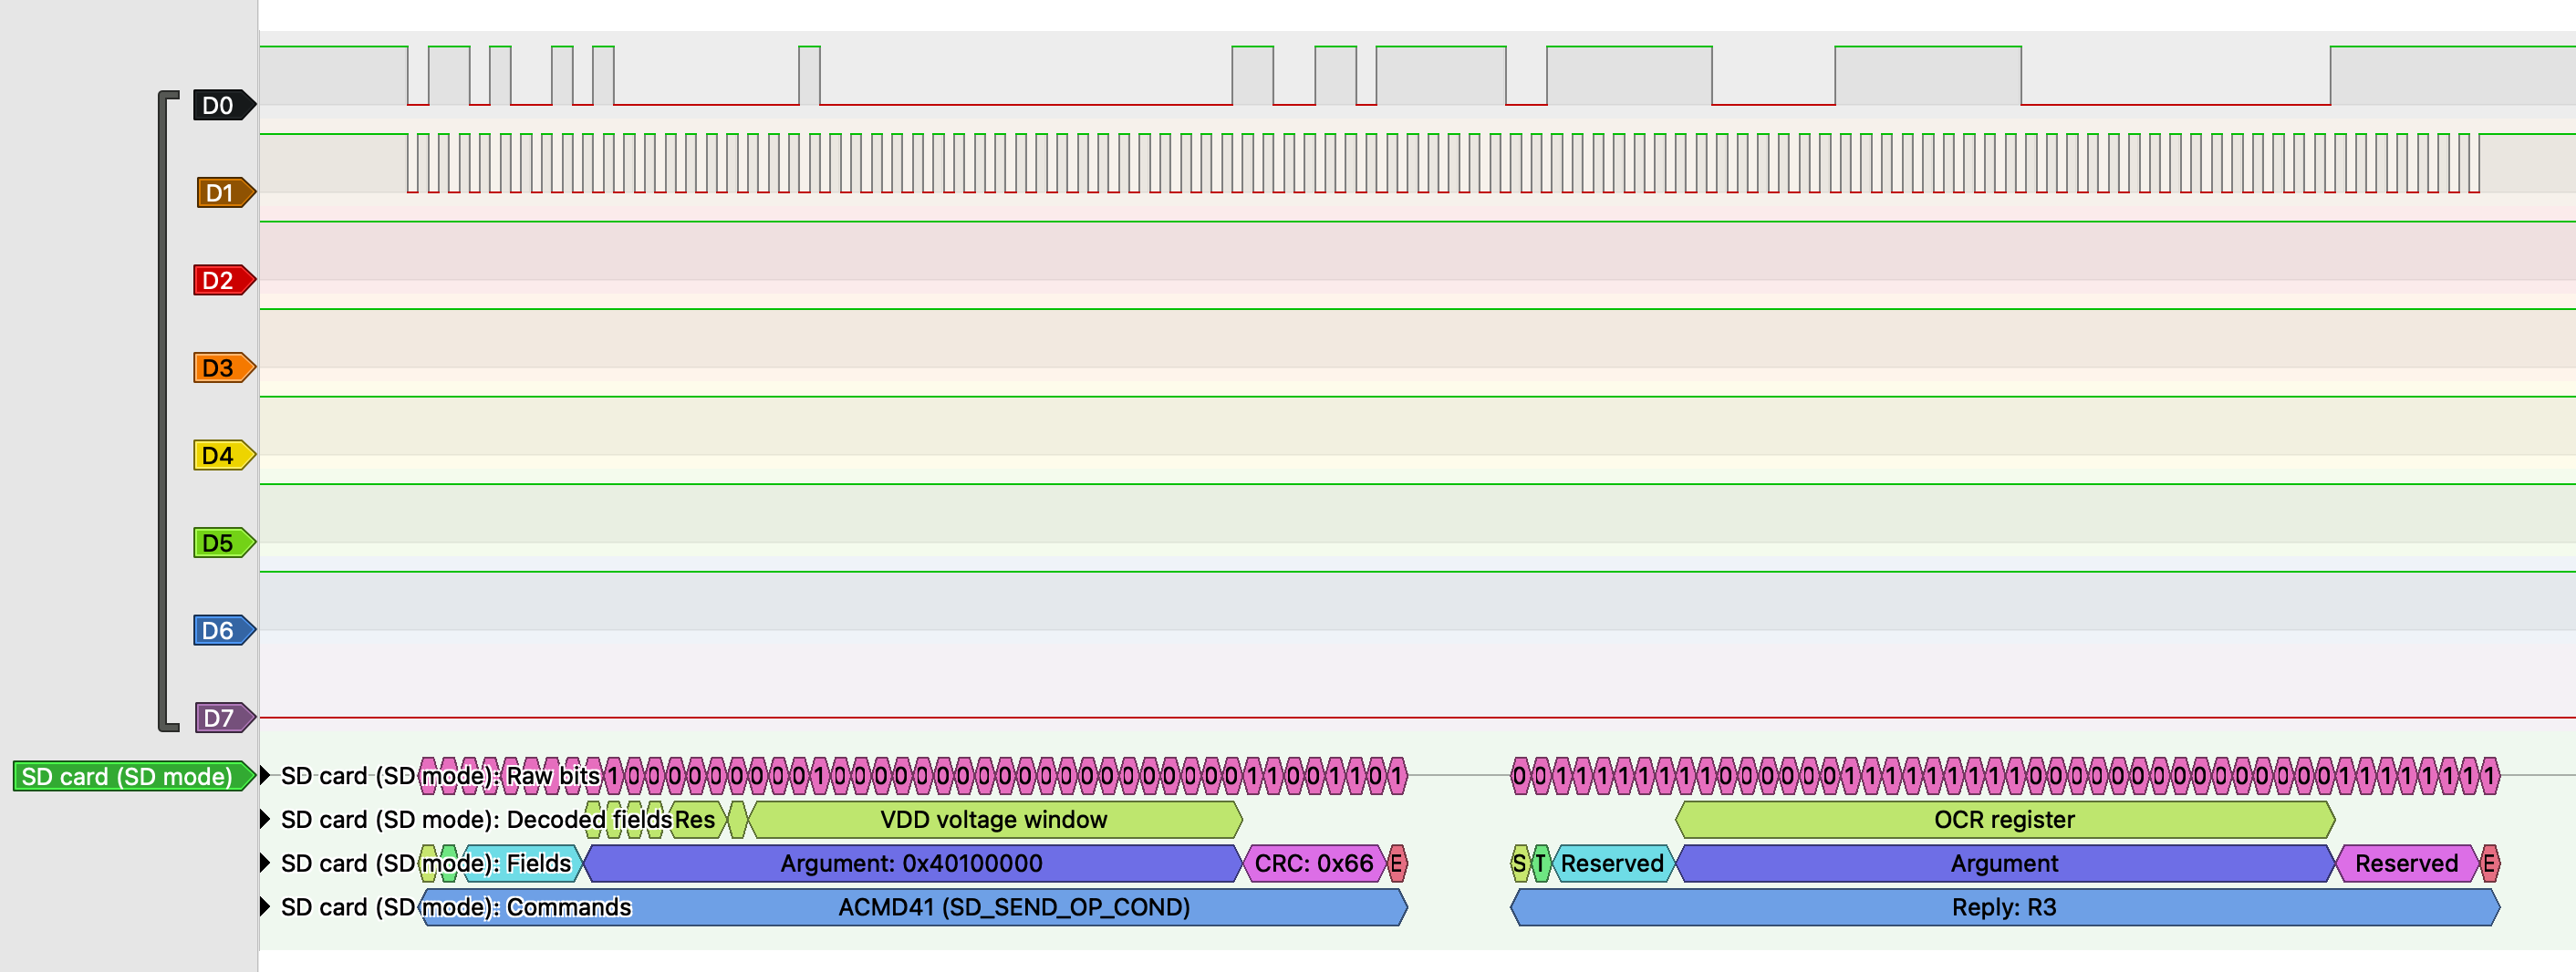 D0
D1
D2
D3
D4
D5
D6
D7
SD card (SD mode)
SD card (SD mode): Raw bits 1 0 0 0 0 0 0 0 0 0 1 0 0 0 0 0 0 0 0 0 0 0 0 0 0 0 0 0 0 0 0 1 1 0 0 1 1 0 1 0 0 1 1 1 1 1 1 1 1 0 0 0 0 0 0 1 1 1 1 1 1 1 1 1 0 0 0 0 0 0 0 0 0 0 0 0 0 0 0 1 1 1 1 1 1 1 1
SD card (SD mode): Decoded fields Res VDD voltage window OCR register
SD card (SD mode): Fields Argument: 0x40100000 CRC: 0x66 E S T Reserved Argument Reserved E
SD card (SD mode): Commands ACMD41 (SD_SEND_OP_COND) Reply: R3